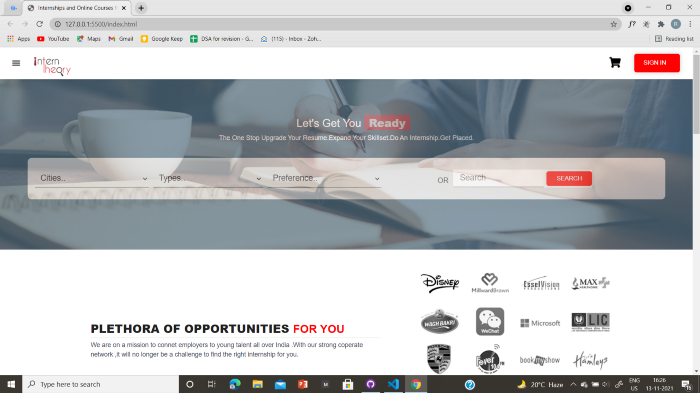 Internships and Online Courses
127.0.0.1:5500/index.html
Apps YouTube Maps Gmail Google Keep DSA for revision - G... (115) - Inbox - Zoh... Reading list
Intern Theory
SIGN IN
Let's Get You Ready
The One Stop Upgrade Your Resume.Expand Your Skillset.Do An Internship.Get Placed.
Cities.. Types.. Preference.. OR Search SEARCH
DISNEY MillwardBrown EsselVision PRODUCTIONS MAX HEALTHCARE
WAGH BAKRI WeChat Microsoft LIC
PLETHORA OF OPPORTUNITIES FOR YOU
We are on a mission to connet employers to young talent all over India .With our strong coperate
network ,it will no longer be a challenge to find the right internship for you.
bookmyshow Hamleys
Type here to search
20°C Haze ENG US 16:26 13-11-2021